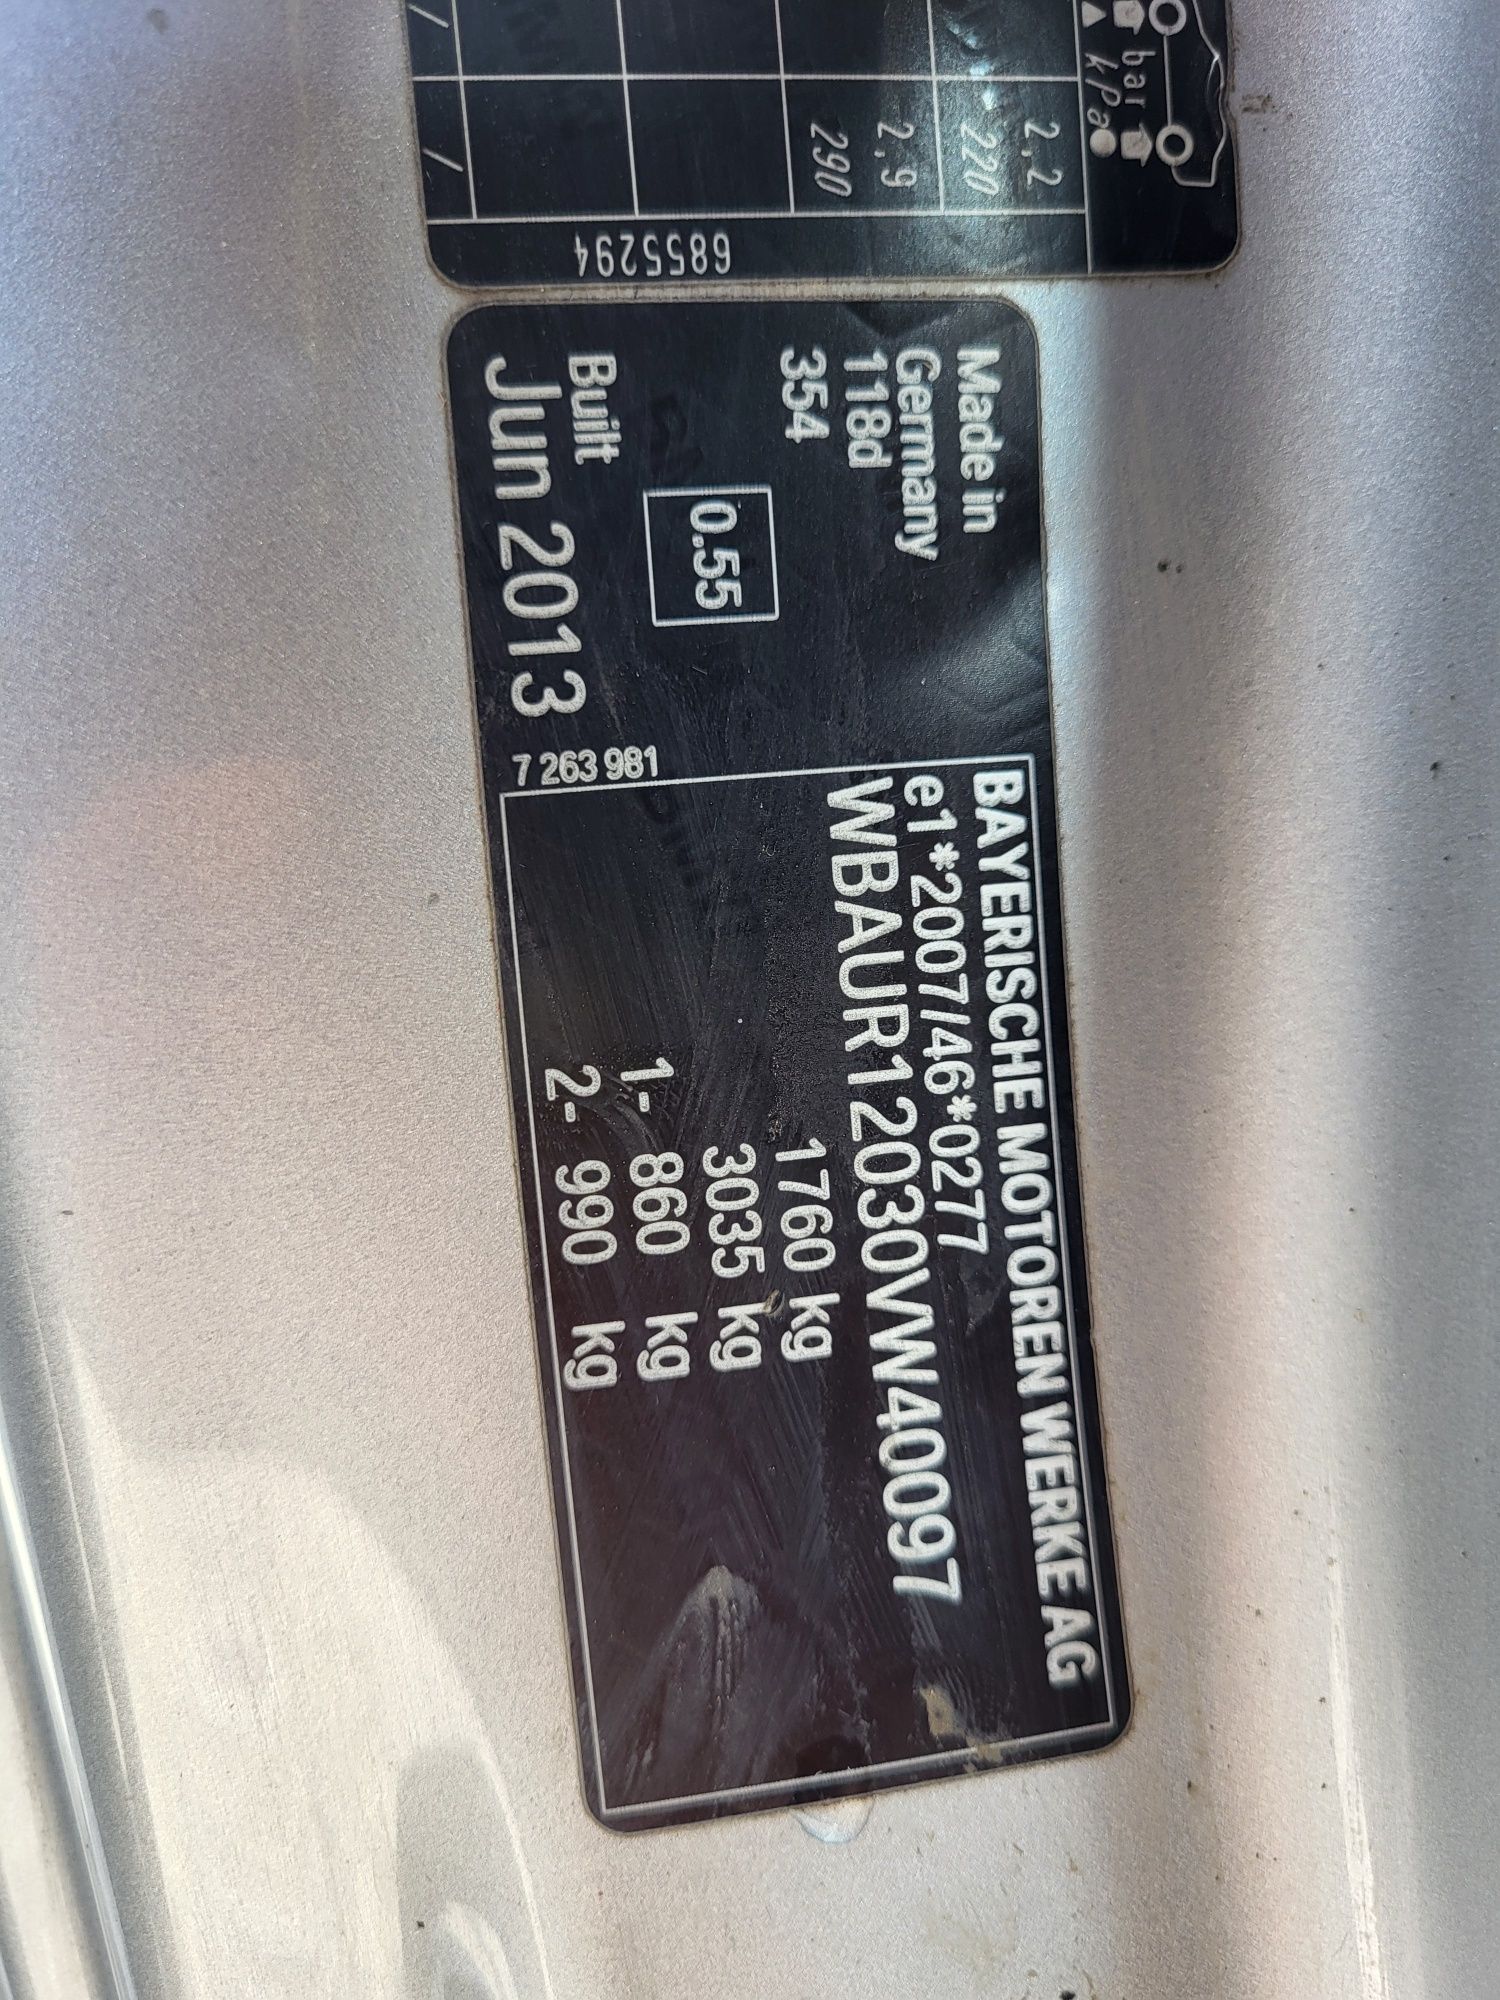 bar
kPa
2,2
220
2,9
290
/ /
6855294
Made in
Germany
118d
354
0.55
Built
Jun 2013
7 263 981
BAYERISCHE MOTOREN WERKE AG
e1*2007/46*0277
WBAUR12030VW40097
1760 kg
3035 kg
1- 860 kg
2- 990 kg